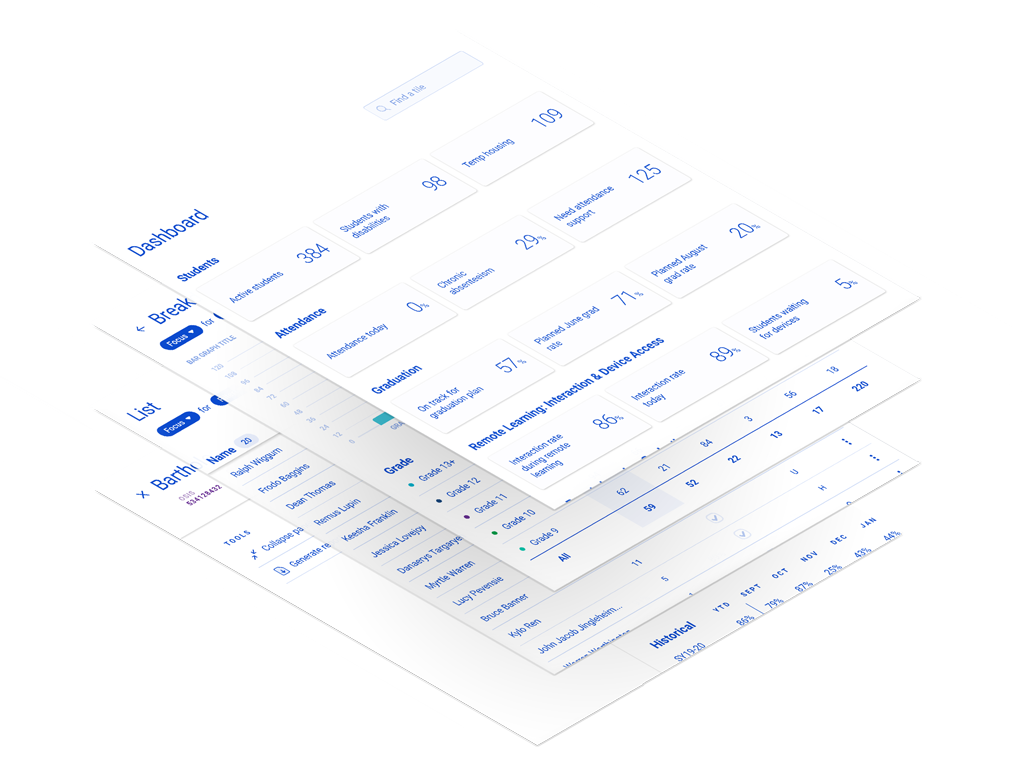 Find a tile
Dashboard
Students
Active students
384
Students with
disabilities
98
Temp housing
109
Attendance
Attendance today
0%
Chronic
absenteeism
29%
Need attendance
support
125
Graduation
On track for
graduation plan
57%
Planned June grad
rate
71%
Planned August
grad rate
20%
Remote Learning: Interaction & Device Access
Interaction rate
during remote
learning
86%
Interaction rate
today
89%
Students waiting
for devices
5%
← Break
Focus for
BAR GRAPH TITLE
120
108
96
84
72
60
48
36
24
12
0
Grade
Grade 13+
Grade 12
Grade 11
Grade 10
Grade 9
All
62 21 84 3 56 18
59 52 22 13 17 220
List
Focus for
Name 20
Ralph Wiggum
Frodo Baggins
Dean Thomas
Remus Lupin
Keesha Franklin
Jessica Lovejoy
Danaerys Targarye
Myrtle Warren
Lucy Pevensie
Bruce Banner
Kylo Ren
John Jacob Jingleheim...
11 U
5 H
x Barth
OSIS
634128432
TOOLS
Collapse pa
Generate re
Historical
YTD SEPT OCT NOV DEC JAN
SY19-20 86% 79% 87% 25% 43% 44%